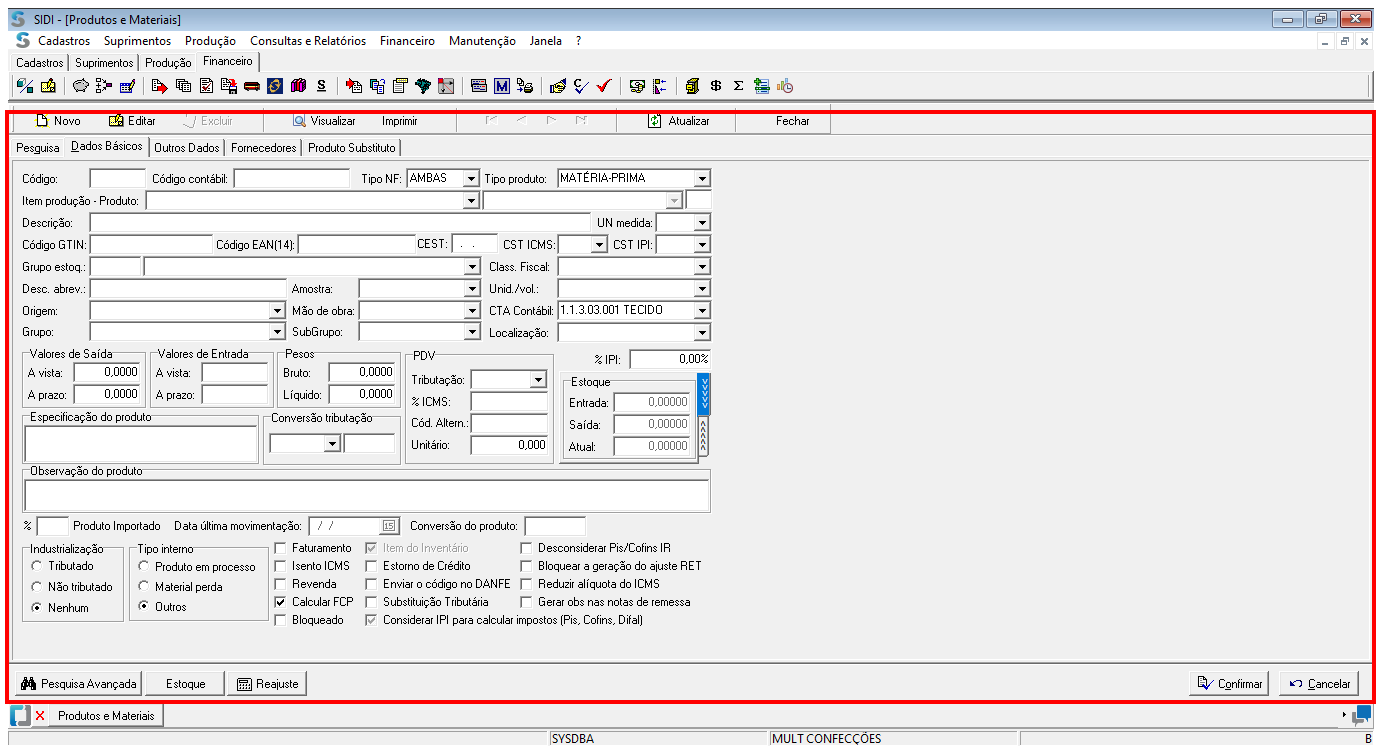 SIDI - [Produtos e Materiais]
Cadastros Suprimentos Produção Consultas e Relatórios Financeiro Manutenção Janela ?
Cadastros Suprimentos Produção Financeiro
Novo Editar Excluir Visualizar Imprimir Atualizar Fechar
Pesquisa Dados Básicos Outros Dados Fornecedores Produto Substituto
Código: Código contábil: Tipo NF: AMBAS Tipo produto: MATÉRIA-PRIMA
Item produção - Produto:
Descrição: UN medida:
Código GTIN: Código EAN(14): CEST: . . CST ICMS: CST IPI:
Grupo estoq.: Class. Fiscal:
Desc. abrev.: Amostra: Unid./vol.:
Origem: Mão de obra: CTA Contábil: 1.1.3.03.001 TECIDO
Grupo: SubGrupo: Localização:
Valores de Saída Valores de Entrada Pesos PDV % IPI: 0,00%
A vista: 0,0000 A vista: Bruto: 0,0000 Tributação: Estoque
A prazo: 0,0000 A prazo: Líquido: 0,0000 % ICMS: Entrada: 0,00000
Especificação do produto Conversão tributação Cód. Altern.: Saída: 0,00000
Unitário: 0,000 Atual: 0,00000
Observação do produto
% Produto Importado Data última movimentação: / / 15 Conversão do produto:
Industrialização Tipo interno Faturamento Item do Inventário Desconsiderar Pis/Cofins IR
Tributado Produto em processo Isento ICMS Estorno de Crédito Bloquear a geração do ajuste RET
Não tributado Material perda Revenda Enviar o código no DANFE Reduzir alíquota do ICMS
Nenhum Outros Calcular FCP Substituição Tributária Gerar obs nas notas de remessa
Bloqueado Considerar IPI para calcular impostos (Pis, Cofins, Difal)
Pesquisa Avançada Estoque Reajuste Confirmar Cancelar
Produtos e Materiais
SYSDBA MULT CONFECÇÕES B